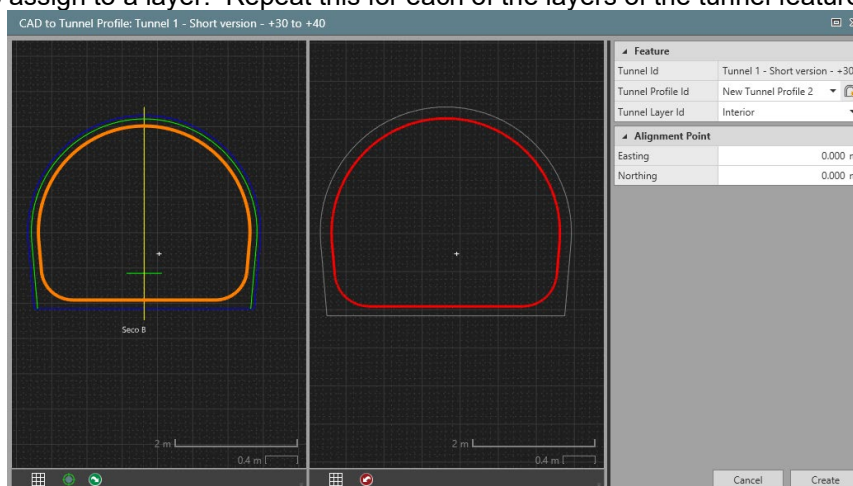 assign to a layer. Repeat this for each of the layers of the tunnel feature
CAD to Tunnel Profile: Tunnel 1 - Short version - +30 to +40
Seco B
2 m
0.4 m
2 m
0.4 m
Feature
Tunnel Id Tunnel 1 - Short version - +30
Tunnel Profile Id New Tunnel Profile 2
Tunnel Layer Id Interior
Alignment Point
Easting 0.000
Northing 0.000
Cancel Create